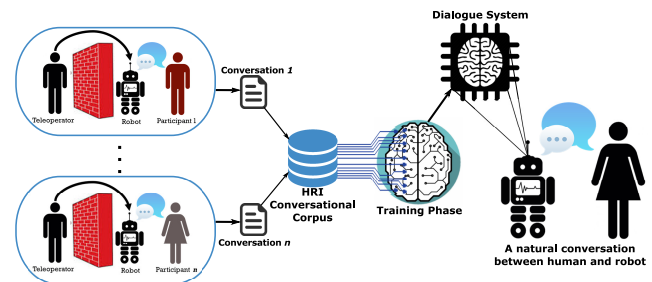 Dialogue System
Conversation 1
Teleoperator
Robot
Participant 1
HRI
Conversational
Corpus
Training Phase
Teleoperator
Robot
Participant n
Conversation n
A natural conversation
between human and robot